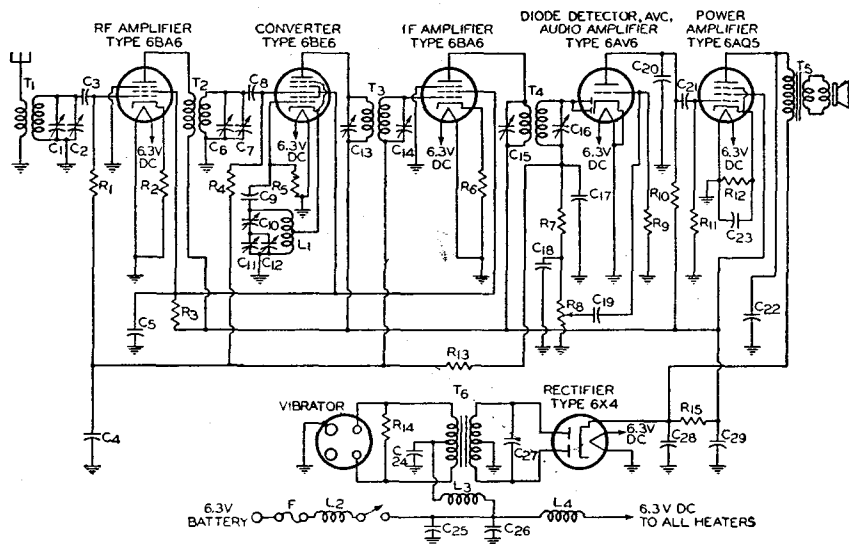 RF AMPLIFIER
TYPE 6BA6
CONVERTER
TYPE 6BE6
IF AMPLIFIER
TYPE 6BA6
DIODE DETECTOR, AVC,
AUDIO AMPLIFIER
TYPE 6AV6
POWER
AMPLIFIER
TYPE 6AQ5
T1
C3
T2
C8
T3
T4
C20
C21
T5
C1
C2
6.3V
DC
C6
C7
6.3V
DC
C13
C14
6.3V
DC
C15
C16
6.3V
DC
6.3V
DC
R1
R2
R4
R5
C9
C10
L1
C11
C12
R6
C17
R7
C18
R9
R10
R11
R12
C23
C5
R3
R8
C19
C22
R13
C4
VIBRATOR
R14
C24
T6
C27
RECTIFIER
TYPE 6X4
6.3V
DC
R15
C28
C29
L3
6.3V
BATTERY
F
L2
C25
C26
L4
6.3V DC
TO ALL HEATERS